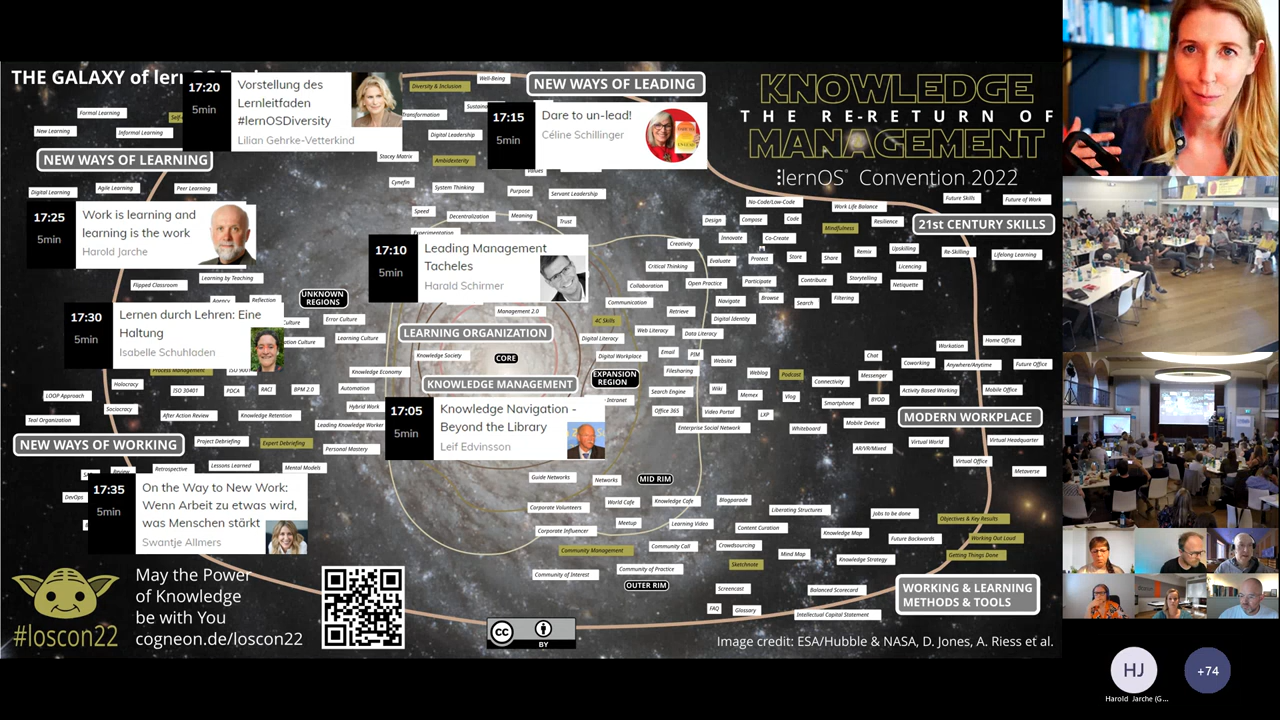 THE GALAXY of lern
KNOWLEDGE
THE RE-RETURN OF
MANAGEMENT
lernOS Convention 2022
17:20
5min
Vorstellung des
Lernleitfaden
#lernOSDiversity
Lilian Gehrke-Vetterkind
Diversity & Inclusion
Well-Being
NEW WAYS OF LEADING
17:15
5min
Dare to un-lead!
Céline Schillinger
Formal Learning
New Learning
Informal Learning
NEW WAYS OF LEARNING
Digital Learning
Agile Learning
Peer Learning
Digital Leadership
Stacey Matrix
Ambidexterity
Cynefin
System Thinking
Purpose
Servant Leadership
Speed
Decentralization
Meaning
Trust
17:25
5min
Work is learning and
learning is the work
Harold Jarche
Flipped Classroom
Learning by Teaching
Reflection
UNKNOWN
REGIONS
Error Culture
Learning Culture
17:10
5min
Leading Management
Tacheles
Harald Schirmer
Management 2.0
17:30
5min
Lernen durch Lehren: Eine
Haltung
Isabelle Schuhladen
LEARNING ORGANIZATION
Knowledge Society
CORE
KNOWLEDGE MANAGEMENT
EXPANSION
REGION
Knowledge Economy
Process Management
Holacracy
ISO 30401
PDCA
RACI
BPM 2.0
Automation
LOOP Approach
Sociocracy
After Action Review
Knowledge Retention
Hybrid Work
Leading Knowledge Worker
Teal Organization
NEW WAYS OF WORKING
Project Debriefing
Expert Debriefing
Personal Mastery
Retrospective
Lessons Learned
Mental Models
DevOps
17:05
5min
Knowledge Navigation -
Beyond the Library
Leif Edvinsson
Intranet
17:35
5min
On the Way to New Work:
Wenn Arbeit zu etwas wird,
was Menschen stärkt
Swantje Allmers
Future Skills
Future of Work
No-Code/Low-Code
Work Life Balance
21ST CENTURY SKILLS
Design
Compose
Code
Mindfulness
Resilience
Creativity
Innovate
Co-Create
Critical Thinking
Evaluate
Protect
Store
Share
Remix
Upskilling
Re-Skilling
Lifelong Learning
Licencing
Collaboration
Open Practice
Participate
Contribute
Storytelling
Netiquette
Communication
Navigate
Browse
Search
Filtering
Retrieve
Digital Identity
4C Skills
Web Literacy
Data Literacy
Digital Literacy
Digital Workplace
Email
PIM
Website
Filesharing
Weblog
Podcast
Chat
Messenger
Connectivity
Search Engine
Wiki
Memex
Vlog
Smartphone
BYOD
Office 365
Video Portal
LXP
Mobile Device
Enterprise Social Network
Whiteboard
AR/VR/Mixed
Workation
Home Office
Coworking
Anywhere/Anytime
Future Office
Activity Based Working
Mobile Office
MODERN WORKPLACE
Virtual World
Virtual Headquarter
Virtual Office
Metaverse
Guide Networks
Networks
MID RIM
Corporate Volunteers
World Cafe
Knowledge Cafe
Blogparade
Liberating Structures
Meetup
Learning Video
Content Curation
Jobs to be done
Objectives & Key Results
Corporate Influencer
Knowledge Map
Future Backwards
Working Out Loud
Community Management
Community Call
Crowdsourcing
Mind Map
Knowledge Strategy
Getting Things Done
Sketchnote
Community of Interest
Community of Practice
OUTER RIM
Screencast
Balanced Scorecard
WORKING & LEARNING
METHODS & TOOLS
FAQ
Glossary
Intellectual Capital Statement
May the Power
of Knowledge
be with You
#loscon22
cogneon.de/loscon22
cc
BY
Image credit: ESA/Hubble & NASA, D. Jones, A. Riess et al.
HJ
+74
Harold Jarche (G...